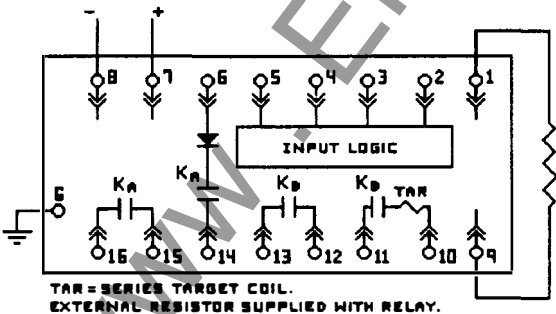 - +
8 7 6 5 4 3 2 1
INPUT LOGIC
KA KA KB KB TAR
G
16 15 14 13 12 11 10 9
TAR = SERIES TARGET COIL.
EXTERNAL RESISTOR SUPPLIED WITH RELAY.